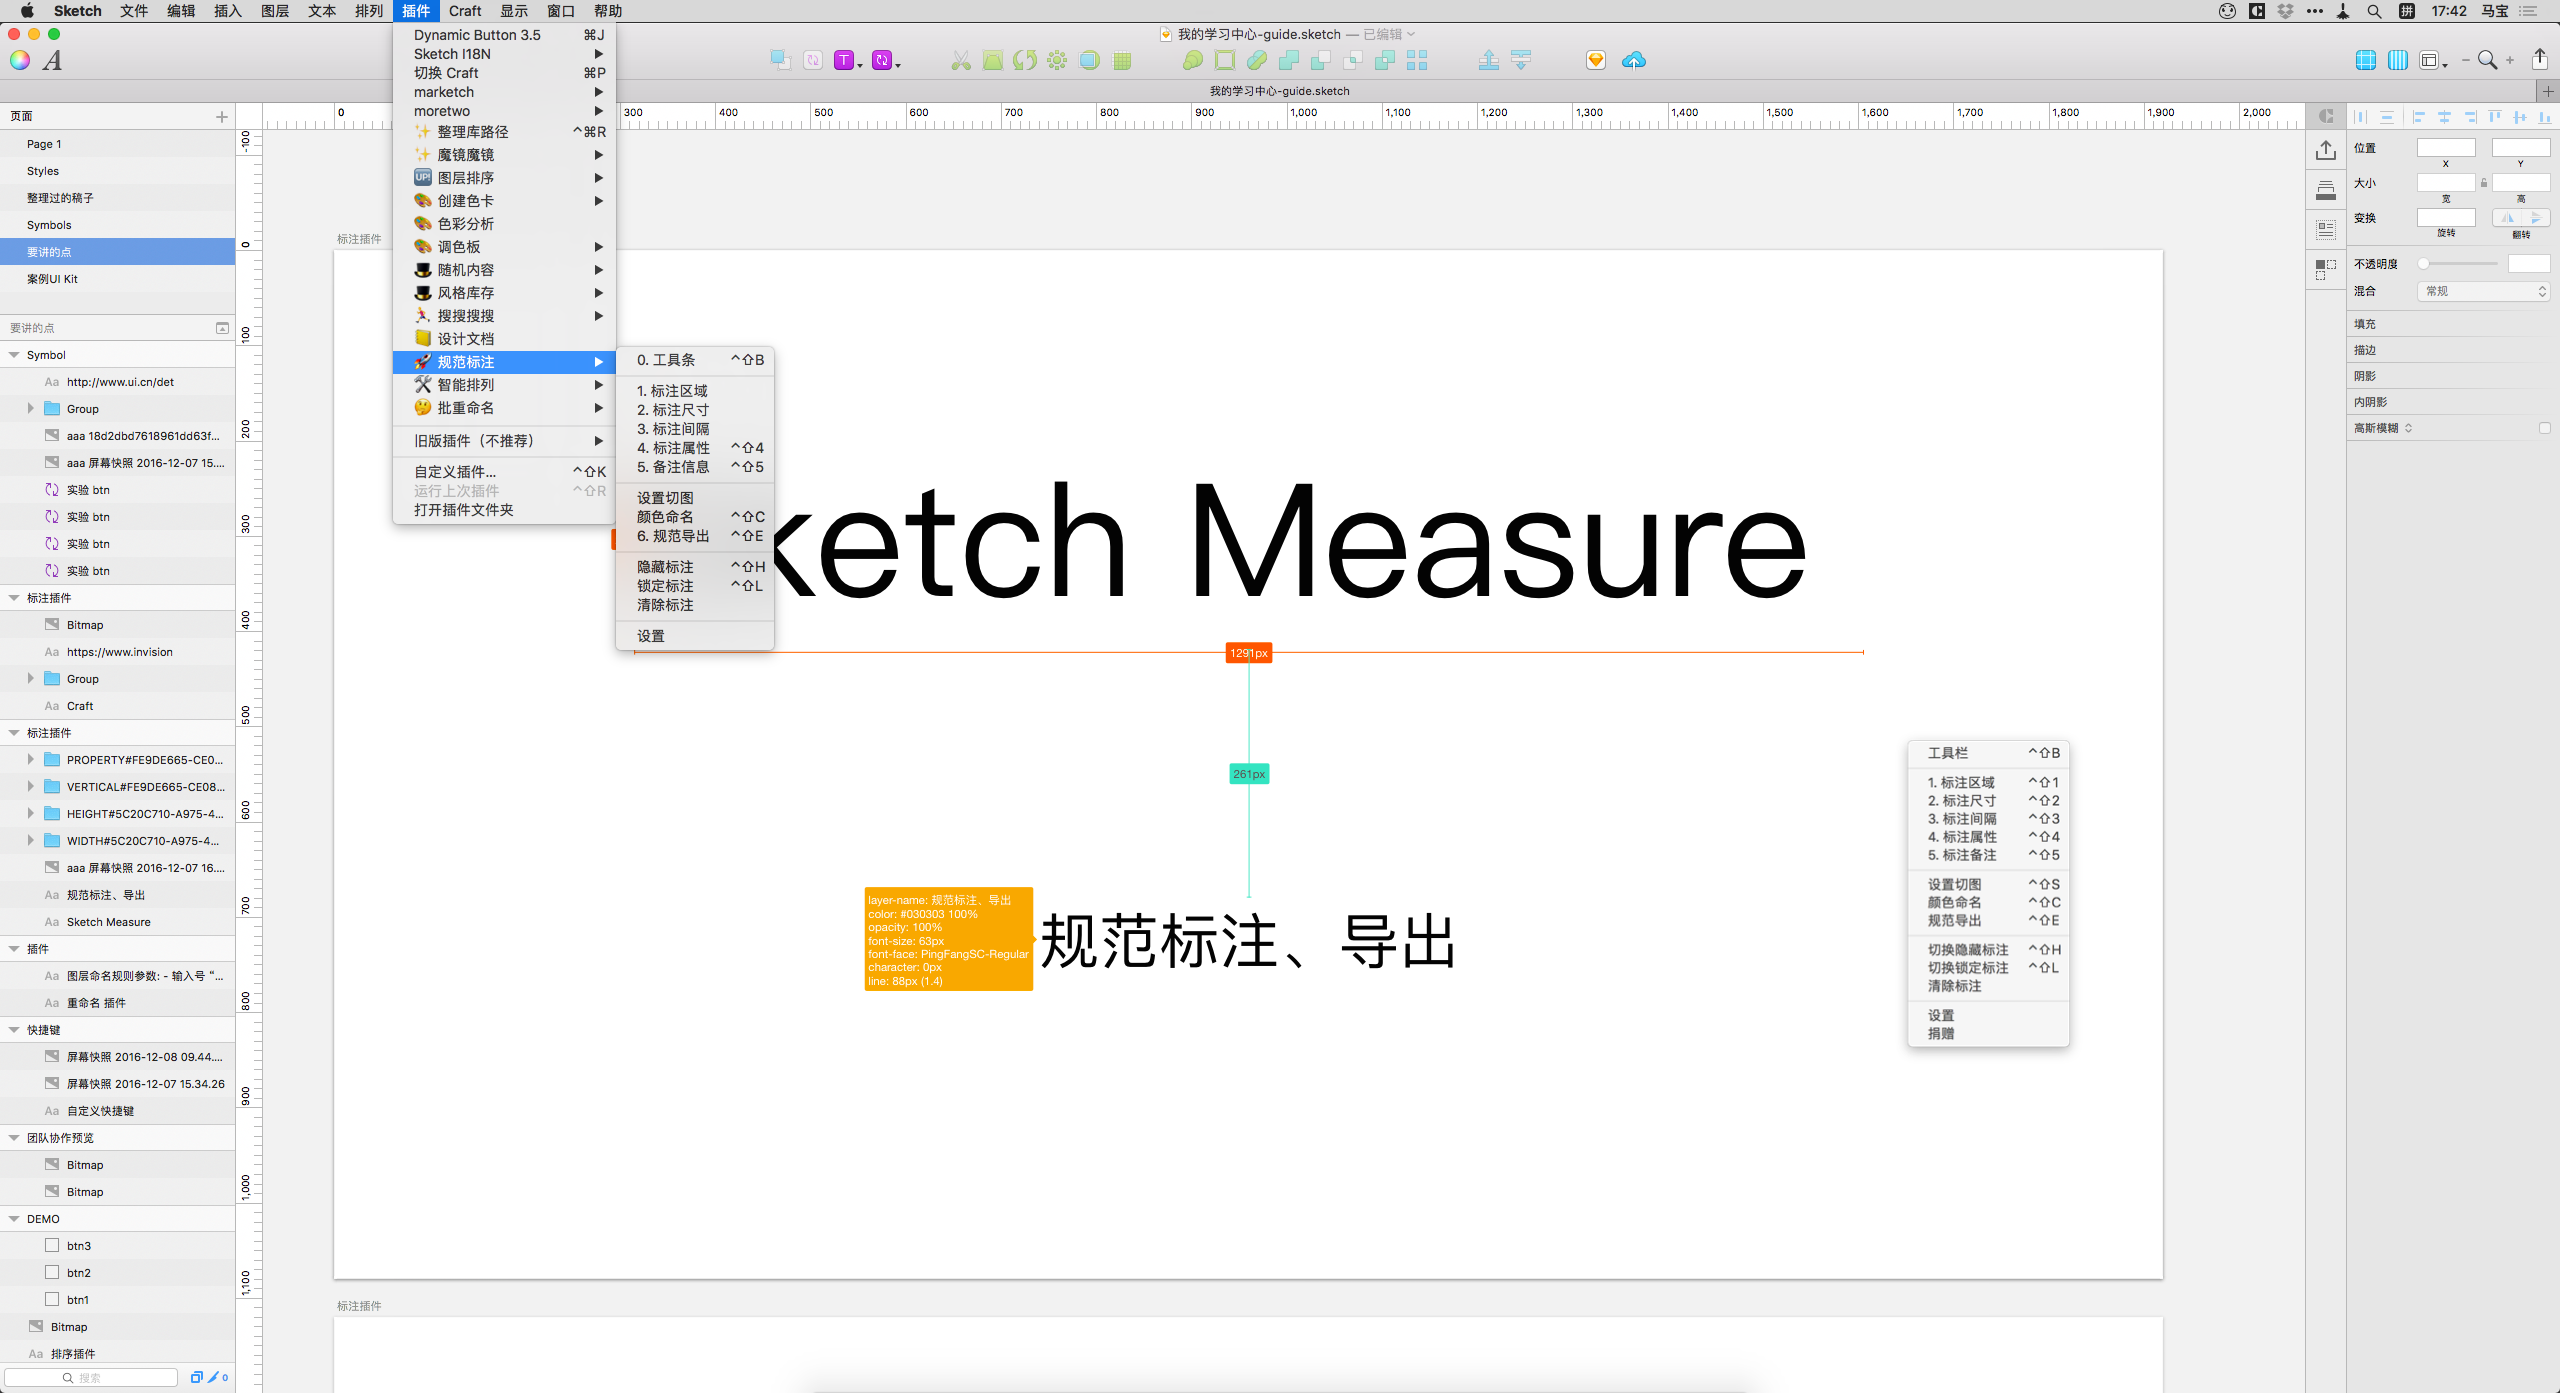 Sketch 文件 编辑 插入 图层 文本 排列 插件 Craft 显示 窗口 帮助 17:42 马宝
我的学习中心-guide.sketch — 已编辑
我的学习中心-guide.sketch
Dynamic Button 3.5 ⌘J
Sketch I18N
切换 Craft ⌘P
marketch
moretwo
✨ 整理库路径 ^⌘R
✨ 魔镜魔镜
UP! 图层排序
创建色卡
色彩分析
调色板
随机内容
风格库存
搜搜搜搜
设计文档
规范标注
智能排列
批重命名
旧版插件（不推荐）
自定义插件... ^⇧K
运行上次插件 ^⇧R
打开插件文件夹
0. 工具条 ^⇧B
1. 标注区域
2. 标注尺寸
3. 标注间隔
4. 标注属性 ^⇧4
5. 备注信息 ^⇧5
设置切图
颜色命名 ^⇧C
6. 规范导出 ^⇧E
隐藏标注 ^⇧H
锁定标注 ^⇧L
清除标注
设置
页面
Page 1
Styles
整理过的稿子
Symbols
要讲的点
案例UI Kit
要讲的点
Symbol
Aa http://www.ui.cn/det
Group
aaa 18d2dbd7618961dd63f...
aaa 屏幕快照 2016-12-07 15....
实验 btn
实验 btn
实验 btn
实验 btn
标注插件
Bitmap
Aa https://www.invision
Group
Aa Craft
标注插件
PROPERTY#FE9DE665-CE0...
VERTICAL#FE9DE665-CE08...
HEIGHT#5C20C710-A975-4...
WIDTH#5C20C710-A975-4...
aaa 屏幕快照 2016-12-07 16....
Aa 规范标注、导出
Aa Sketch Measure
插件
Aa 图层命名规则参数: - 输入号 “...
Aa 重命名 插件
快捷键
屏幕快照 2016-12-08 09.44....
屏幕快照 2016-12-07 15.34.26
Aa 自定义快捷键
团队协作预览
Bitmap
Bitmap
DEMO
btn3
btn2
btn1
Bitmap
Aa 排序插件
搜索 0
0 300 400 500 600 700 800 900 1,000 1,100 1,200 1,300 1,400 1,500 1,600 1,700 1,800 1,900 2,000
-100
0
100
200
300
400
500
600
700
800
900
1,000
1,100
标注插件
ketch Measure
1291px
261px
layer-name: 规范标注、导出
color: #030303 100%
opacity: 100%
font-size: 63px
font-face: PingFangSC-Regular
character: 0px
line: 88px (1.4)
规范标注、导出
工具栏 ^⇧B
1. 标注区域 ^⇧1
2. 标注尺寸 ^⇧2
3. 标注间隔 ^⇧3
4. 标注属性 ^⇧4
5. 标注备注 ^⇧5
设置切图 ^⇧S
颜色命名 ^⇧C
规范导出 ^⇧E
切换隐藏标注 ^⇧H
切换锁定标注 ^⇧L
清除标注
设置
捐赠
标注插件
位置
X Y
大小
宽 高
变换
旋转 翻转
不透明度
混合 常规
填充
描边
阴影
内阴影
高斯模糊